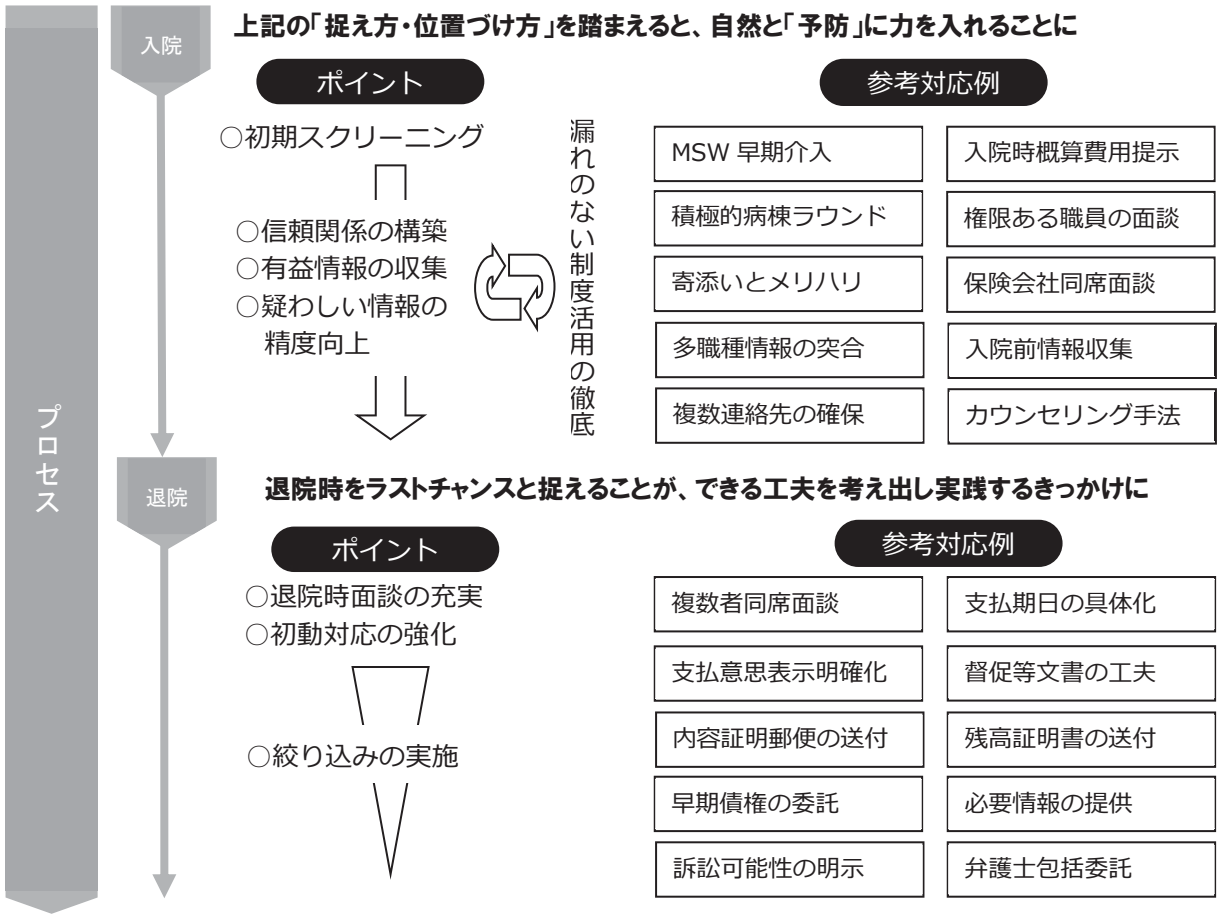 プロセス
入院
上記の「捉え方・位置づけ方」を踏まえると、自然と「予防」に力を入れることに
ポイント
○初期スクリーニング
○信頼関係の構築
○有益情報の収集
○疑わしい情報の
精度向上
漏れのない制度活用の徹底
参考対応例
MSW 早期介入
入院時概算費用提示
積極的病棟ラウンド
権限ある職員の面談
寄添いとメリハリ
保険会社同席面談
多職種情報の突合
入院前情報収集
複数連絡先の確保
カウンセリング手法
退院
退院時をラストチャンスと捉えることが、できる工夫を考え出し実践するきっかけに
ポイント
○退院時面談の充実
○初動対応の強化
○絞り込みの実施
参考対応例
複数者同席面談
支払期日の具体化
支払意思表示明確化
督促等文書の工夫
内容証明郵便の送付
残高証明書の送付
早期債権の委託
必要情報の提供
訴訟可能性の明示
弁護士包括委託